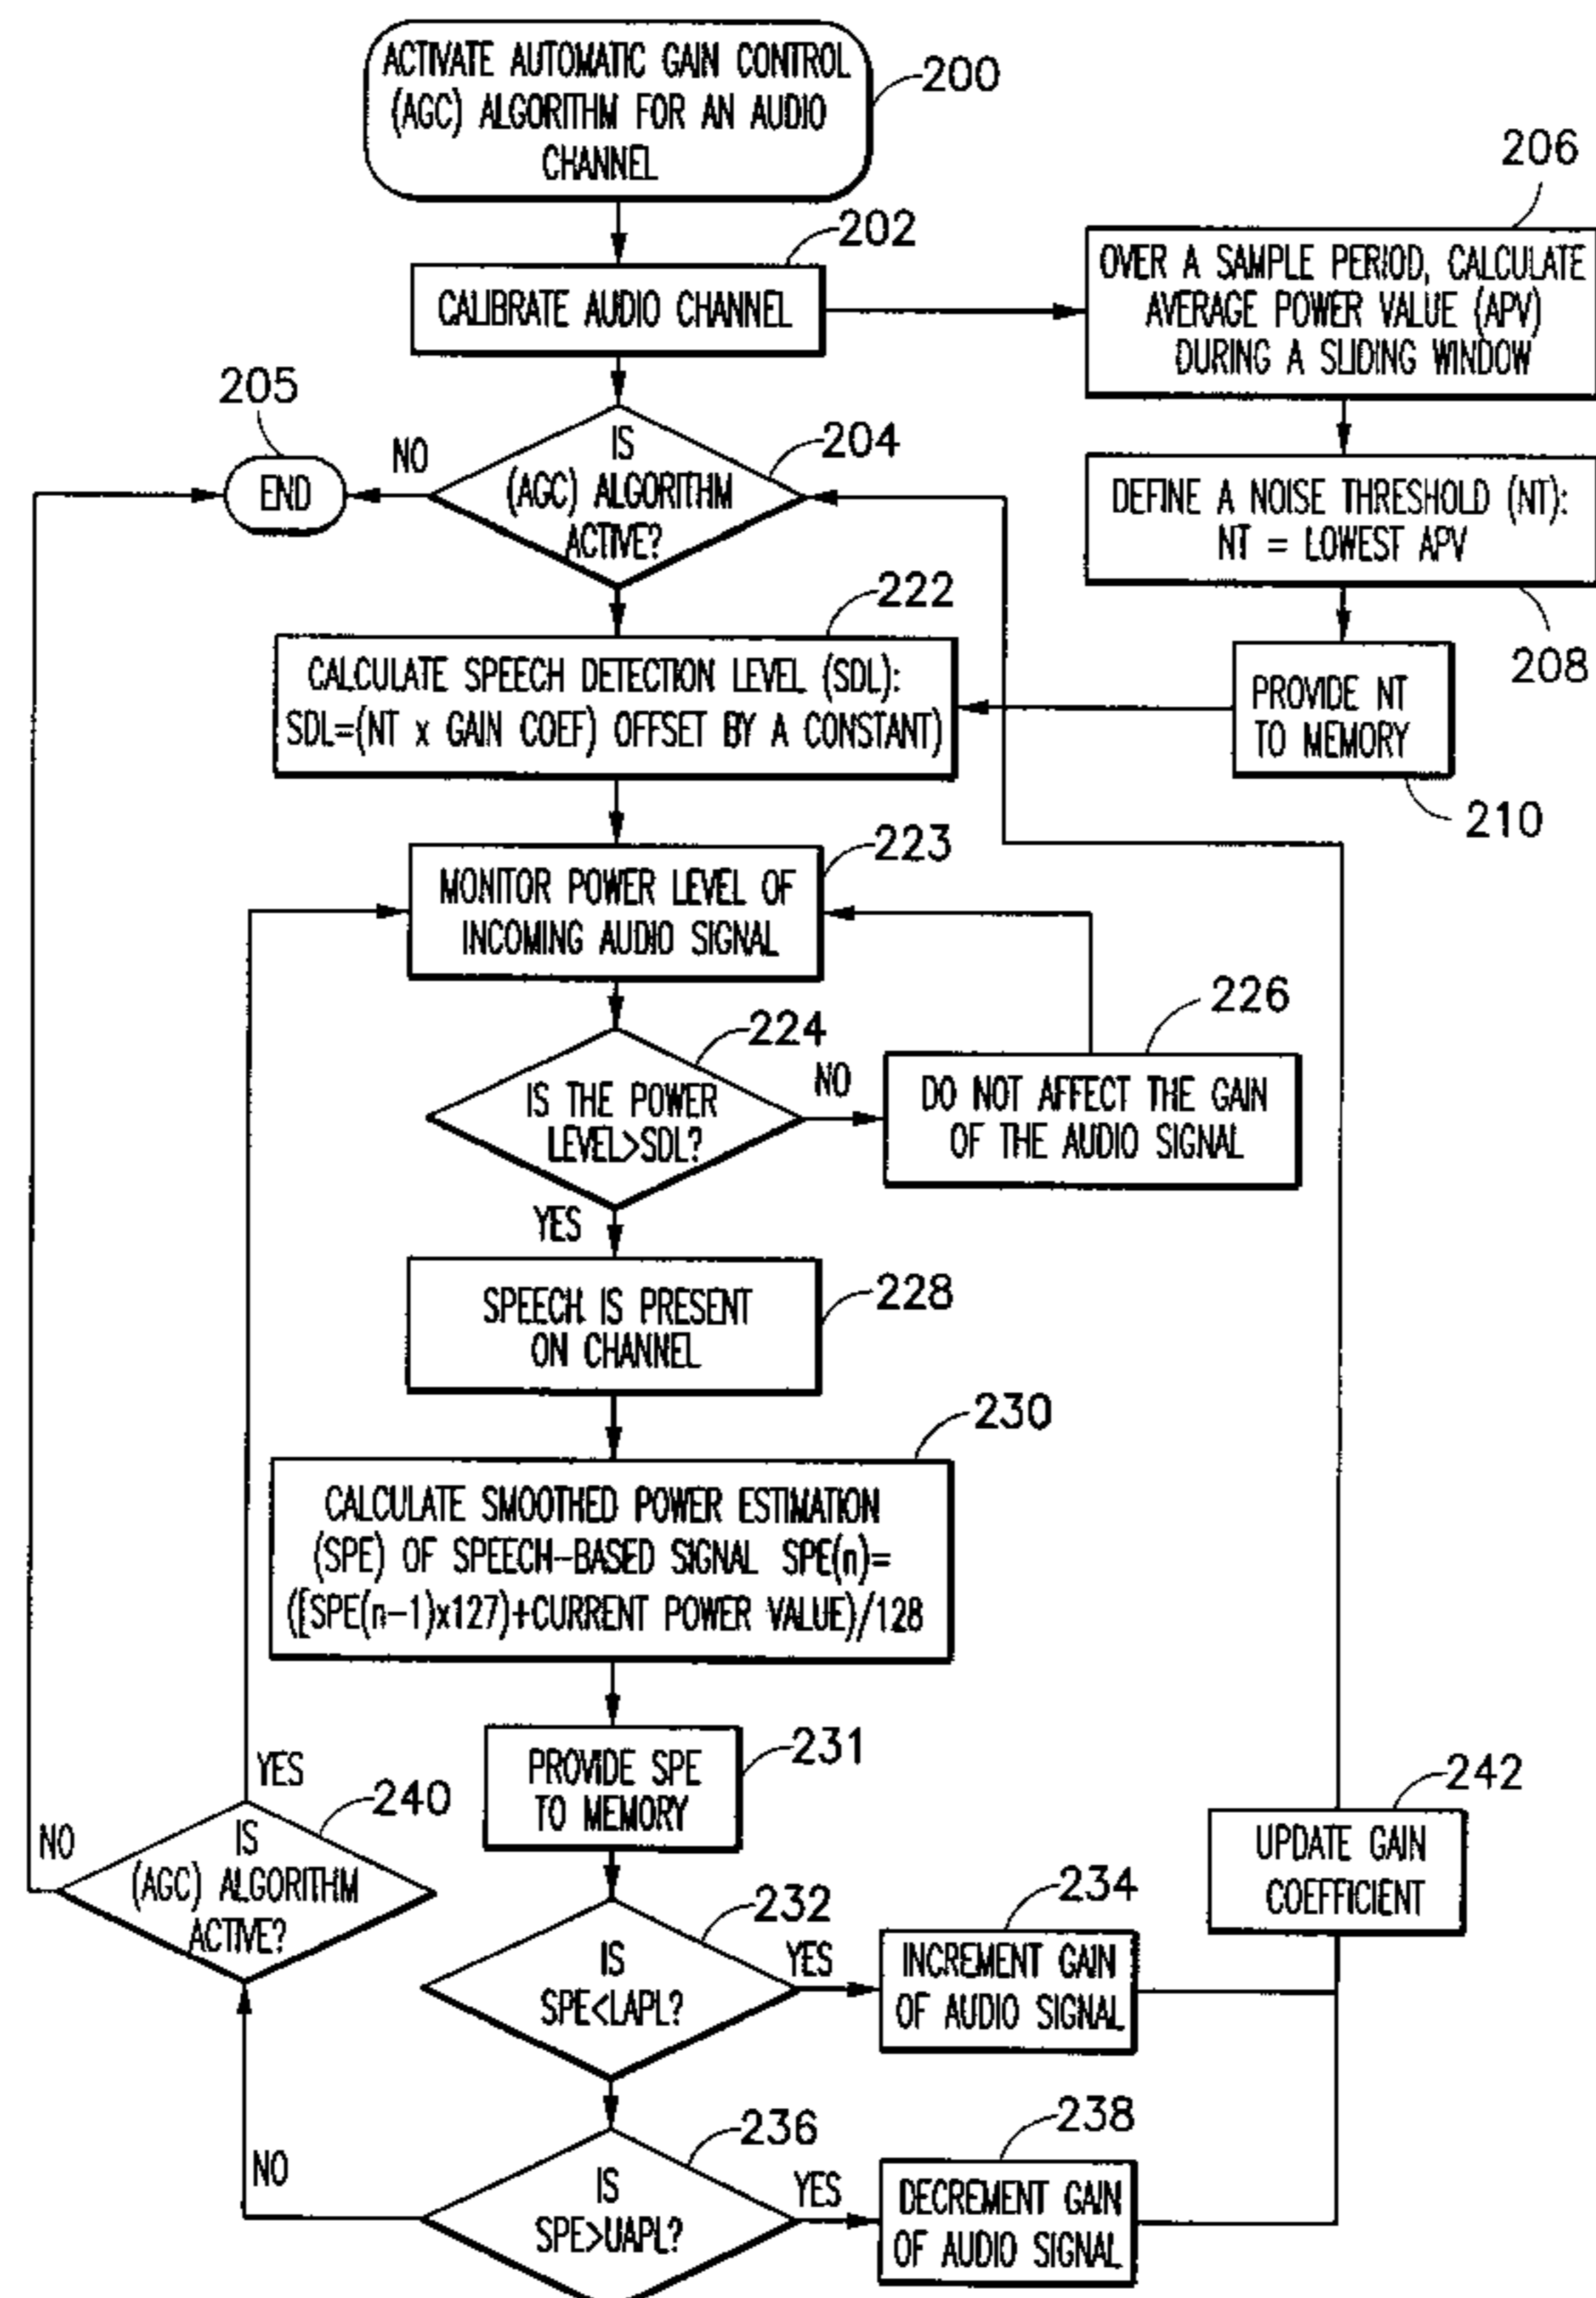 ACTIVATE AUTOMATIC GAIN CONTROL
(AGC) ALGORITHM FOR AN AUDIO
CHANNEL
200
202
CALIBRATE AUDIO CHANNEL
206
OVER A SAMPLE PERIOD, CALCULATE
AVERAGE POWER VALUE (APV)
DURING A SLIDING WINDOW
205
END
NO
204
IS
(AGC) ALGORITHM
ACTIVE?
DEFINE A NOISE THRESHOLD (NT):
NT = LOWEST APV
208
222
CALCULATE SPEECH DETECTION LEVEL (SDL):
SDL=(NT x GAIN COEF) OFFSET BY A CONSTANT)
PROVIDE NT
TO MEMORY
210
223
MONITOR POWER LEVEL OF
INCOMING AUDIO SIGNAL
224
IS THE POWER
LEVEL>SDL?
NO
226
DO NOT AFFECT THE GAIN
OF THE AUDIO SIGNAL
YES
SPEECH IS PRESENT
ON CHANNEL
228
230
CALCULATE SMOOTHED POWER ESTIMATION
(SPE) OF SPEECH-BASED SIGNAL SPE(n)=
([SPE(n-1)x127)+CURRENT POWER VALUE)/128
PROVIDE SPE
TO MEMORY
231
YES
240
NO
IS
(AGC) ALGORITHM
ACTIVE?
242
UPDATE GAIN
COEFFICIENT
232
IS
SPE<LAPL?
YES
234
INCREMENT GAIN
OF AUDIO SIGNAL
236
NO
IS
SPE>UAPL?
YES
238
DECREMENT GAIN
OF AUDIO SIGNAL